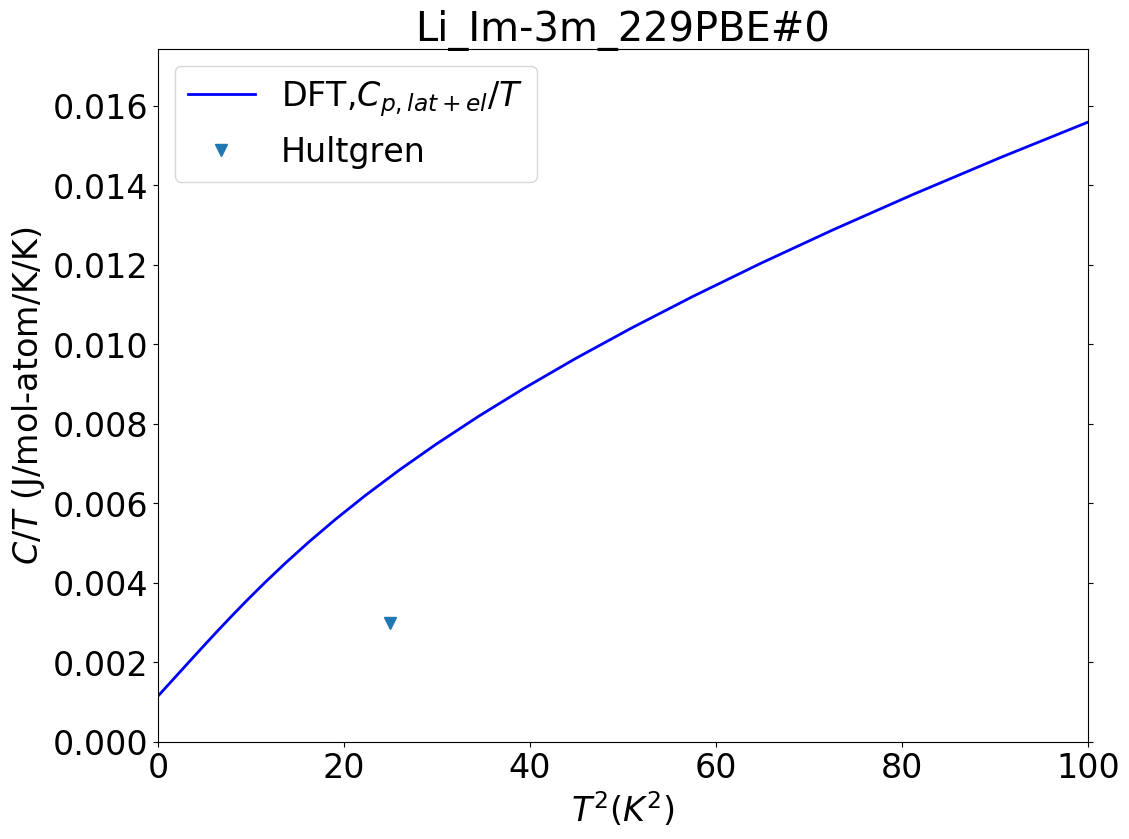 Li_Im-3m_229PBE#0
DFT,$C_{p,lat+el}/T$
Hultgren
0.016
0.014
0.012
0.010
0.008
0.006
0.004
0.002
0.000
C/T (J/mol-atom/K/K)
0 20 40 60 80 100
$T^2(K^2)$